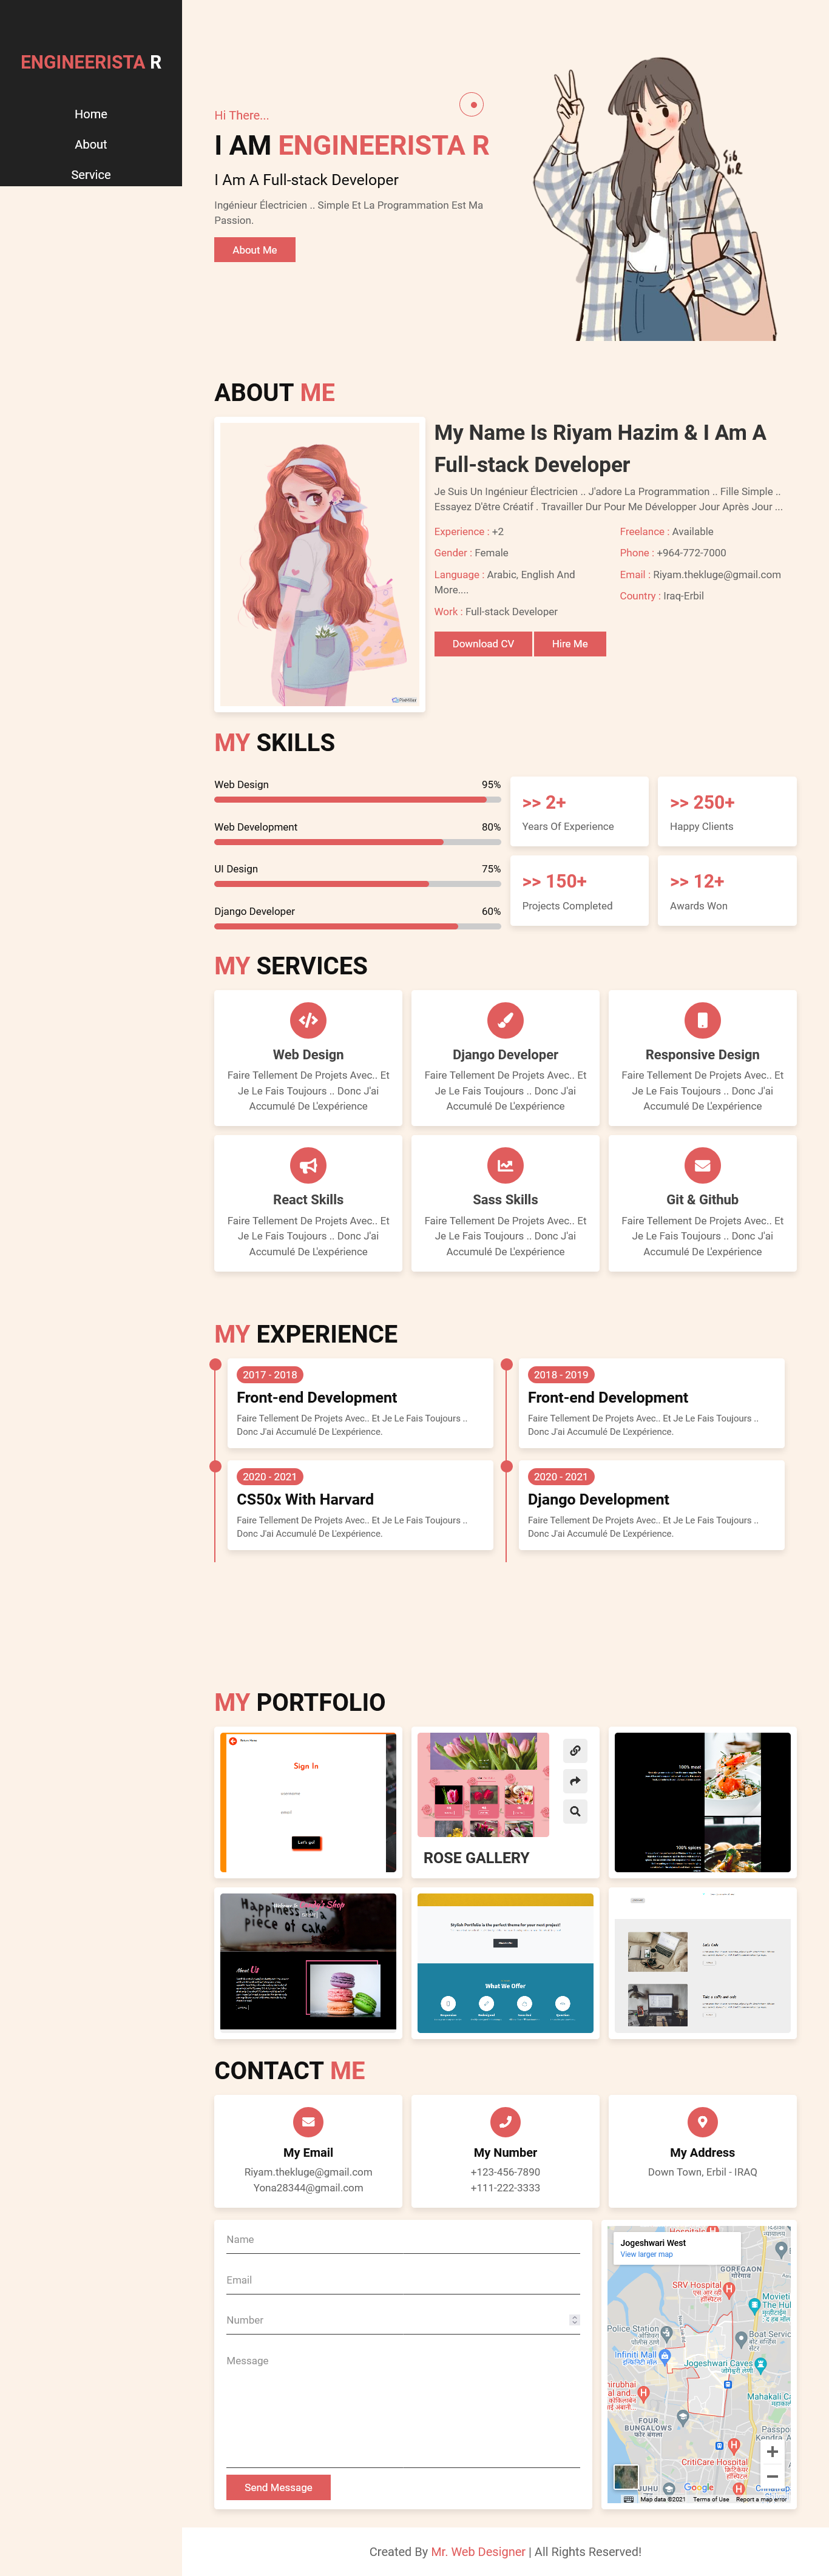 ENGINEERISTA R
Home
About
Service
Hi There...
I AM ENGINEERISTA R
I Am A Full-stack Developer
Ingénieur Électricien .. Simple Et La Programmation Est Ma
Passion.
About Me
ABOUT ME
My Name Is Riyam Hazim & I Am A
Full-stack Developer
Je Suis Un Ingénieur Électricien .. J'adore La Programmation .. Fille Simple ..
Essayez D'être Créatif . Travailler Dur Pour Me Développer Jour Après Jour ...
Experience : +2
Gender : Female
Language : Arabic, English And
More....
Work : Full-stack Developer
Freelance : Available
Phone : +964-772-7000
Email : Riyam.thekluge@gmail.com
Country : Iraq-Erbil
Download CV
Hire Me
MY SKILLS
Web Design 95%
Web Development 80%
UI Design 75%
Django Developer 60%
>> 2+
Years Of Experience
>> 250+
Happy Clients
>> 150+
Projects Completed
>> 12+
Awards Won
MY SERVICES
Web Design
Faire Tellement De Projets Avec.. Et
Je Le Fais Toujours .. Donc J'ai
Accumulé De L'expérience
Django Developer
Faire Tellement De Projets Avec.. Et
Je Le Fais Toujours .. Donc J'ai
Accumulé De L'expérience
Responsive Design
Faire Tellement De Projets Avec.. Et
Je Le Fais Toujours .. Donc J'ai
Accumulé De L'expérience
React Skills
Faire Tellement De Projets Avec.. Et
Je Le Fais Toujours .. Donc J'ai
Accumulé De L'expérience
Sass Skills
Faire Tellement De Projets Avec.. Et
Je Le Fais Toujours .. Donc J'ai
Accumulé De L'expérience
Git & Github
Faire Tellement De Projets Avec.. Et
Je Le Fais Toujours .. Donc J'ai
Accumulé De L'expérience
MY EXPERIENCE
2017 - 2018
Front-end Development
Faire Tellement De Projets Avec.. Et Je Le Fais Toujours ..
Donc J'ai Accumulé De L'expérience.
2018 - 2019
Front-end Development
Faire Tellement De Projets Avec.. Et Je Le Fais Toujours ..
Donc J'ai Accumulé De L'expérience.
2020 - 2021
CS50x With Harvard
Faire Tellement De Projets Avec.. Et Je Le Fais Toujours ..
Donc J'ai Accumulé De L'expérience.
2020 - 2021
Django Development
Faire Tellement De Projets Avec.. Et Je Le Fais Toujours ..
Donc J'ai Accumulé De L'expérience.
MY PORTFOLIO
Sign In
username
email
Let's go!
ROSE GALLERY
100% meat
100% spices
Happiness
piece of cake
Shop
About Us
Stylish Portfolio is the perfect theme for your next project!
What We Offer
CONTACT ME
My Email
Riyam.thekluge@gmail.com
Yona28344@gmail.com
My Number
+123-456-7890
+111-222-3333
My Address
Down Town, Erbil - IRAQ
Name
Email
Number
Message
Send Message
Jogeshwari West
View larger map
GOREGAON
गोरेगाव
SRV Hospital
Police Station
Infiniti Mall
इन्फिनिटी मॉल
Boat Servic
Jogeshwari Caves
Mahakali Ca
FOUR
BUNGALOWS
CritiCare Hospital
JUHU
Google
Map data ©2021 Terms of Use Report a map error
Created By Mr. Web Designer | All Rights Reserved!